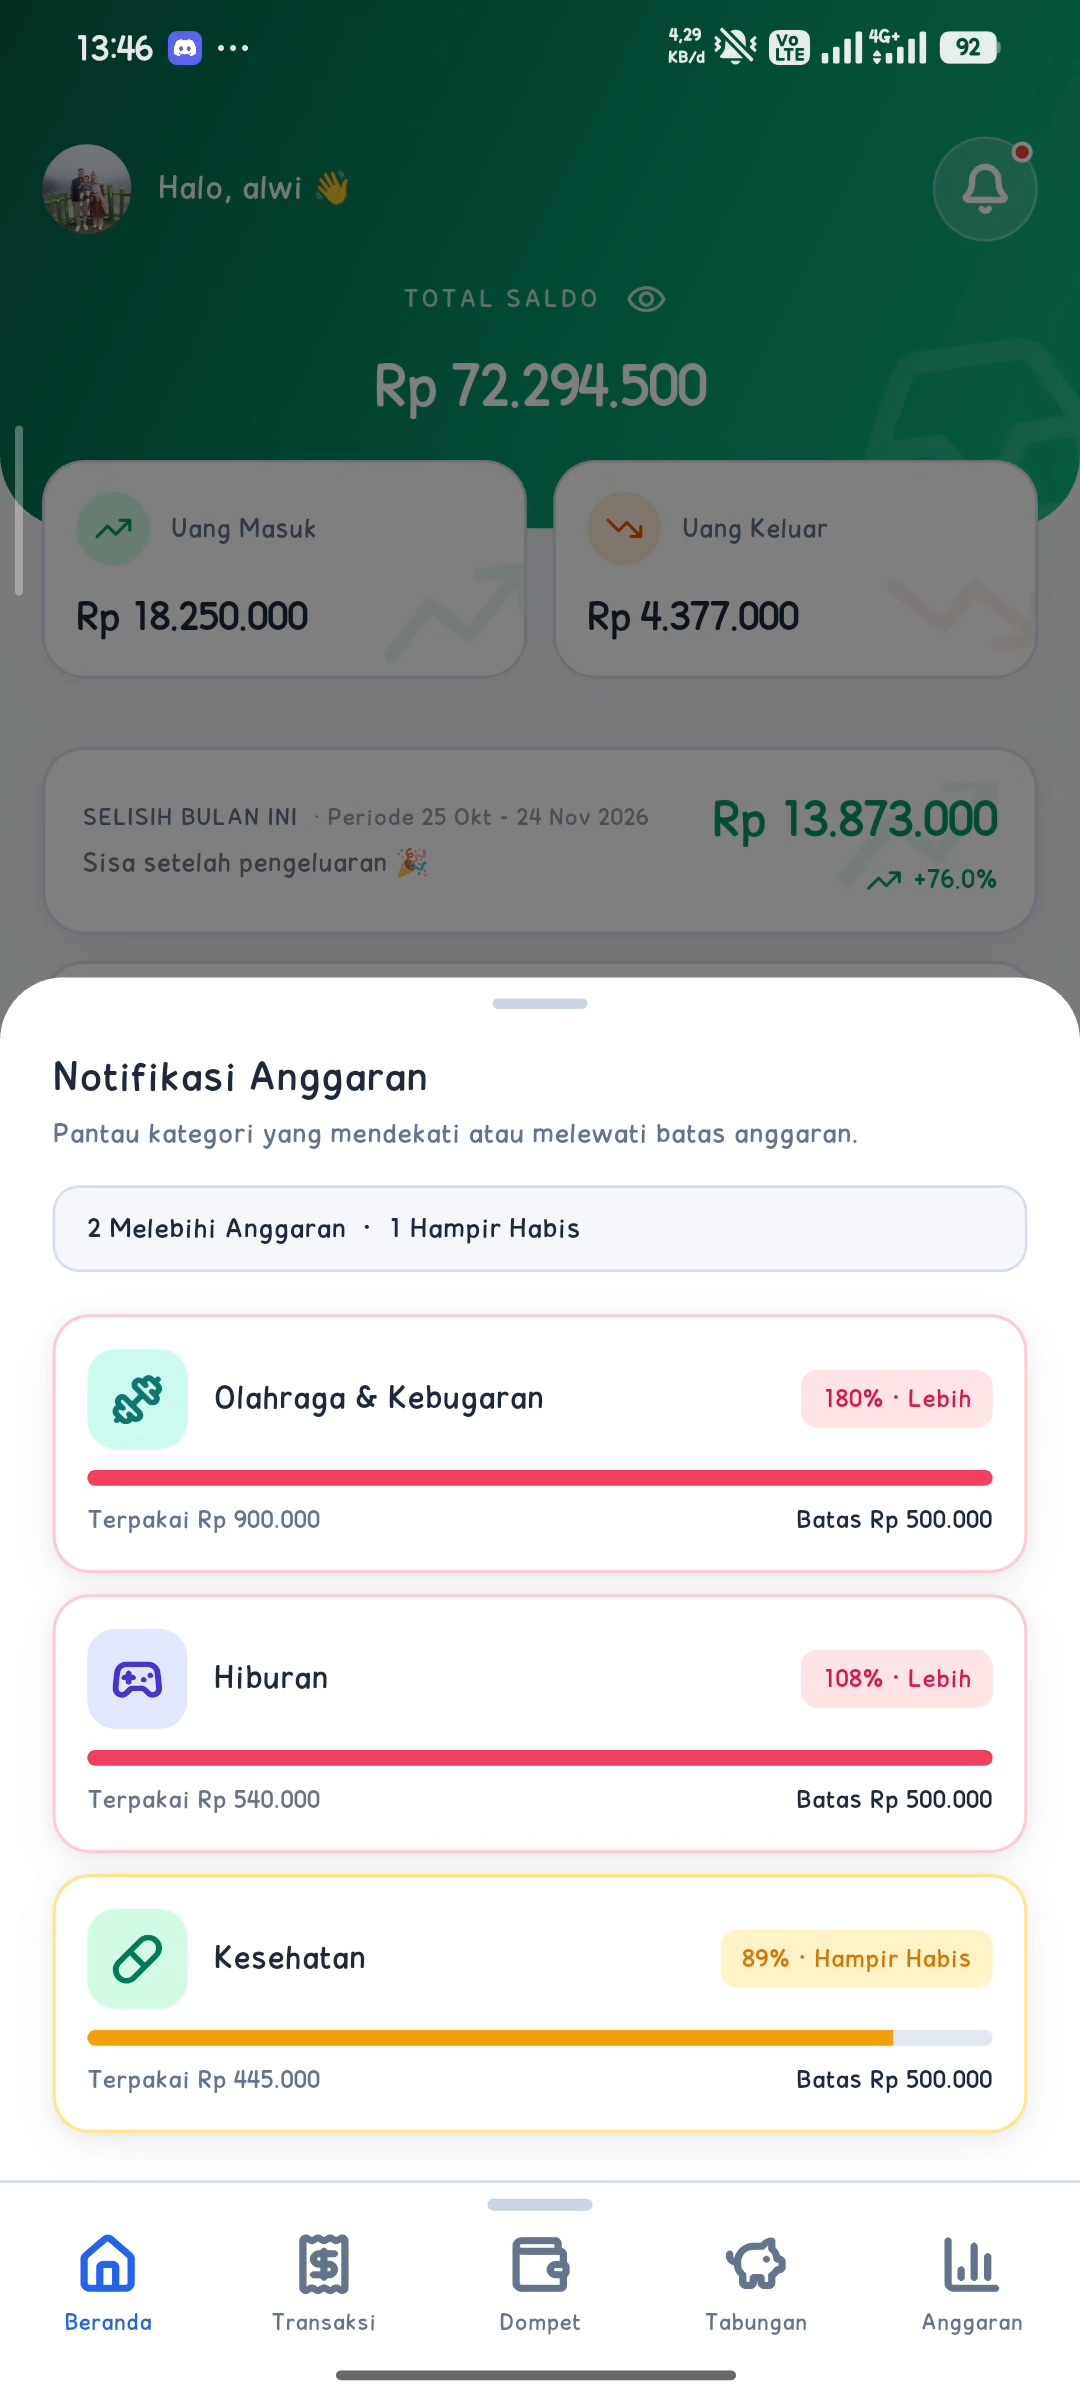 13:46
4,29 KB/d
Vo LTE
4G+
92
Halo, alwi 👋
TOTAL SALDO
Rp 72.294.500
Uang Masuk
Rp 18.250.000
Uang Keluar
Rp 4.377.000
SELISIH BULAN INI · Periode 25 Okt - 24 Nov 2026
Sisa setelah pengeluaran 🎉
Rp 13.873.000
+76.0%
Notifikasi Anggaran
Pantau kategori yang mendekati atau melewati batas anggaran.
2 Melebihi Anggaran · 1 Hampir Habis
Olahraga & Kebugaran
180% · Lebih
Terpakai Rp 900.000
Batas Rp 500.000
Hiburan
108% · Lebih
Terpakai Rp 540.000
Batas Rp 500.000
Kesehatan
89% · Hampir Habis
Terpakai Rp 445.000
Batas Rp 500.000
Beranda
Transaksi
Dompet
Tabungan
Anggaran